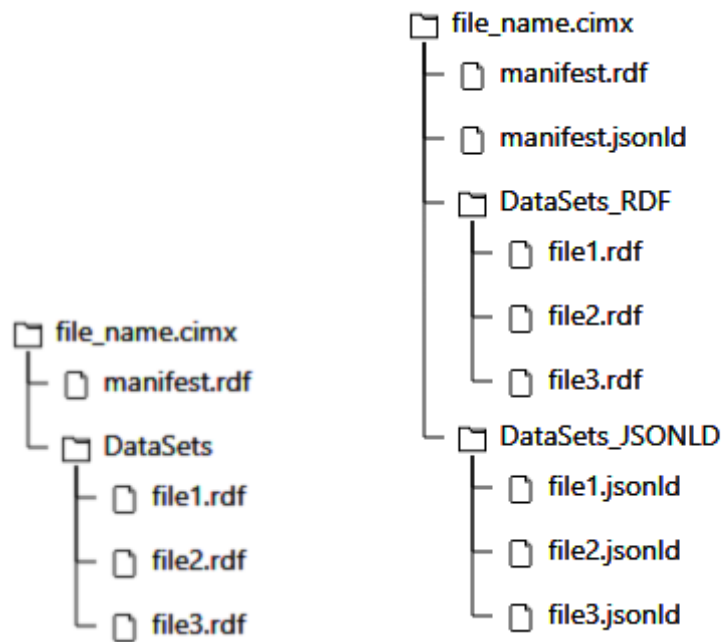 file_name.cimx
manifest.rdf
DataSets
file1.rdf
file2.rdf
file3.rdf
file_name.cimx
manifest.rdf
manifest.jsonld
DataSets_RDF
file1.rdf
file2.rdf
file3.rdf
DataSets_JSONLD
file1.jsonld
file2.jsonld
file3.jsonld